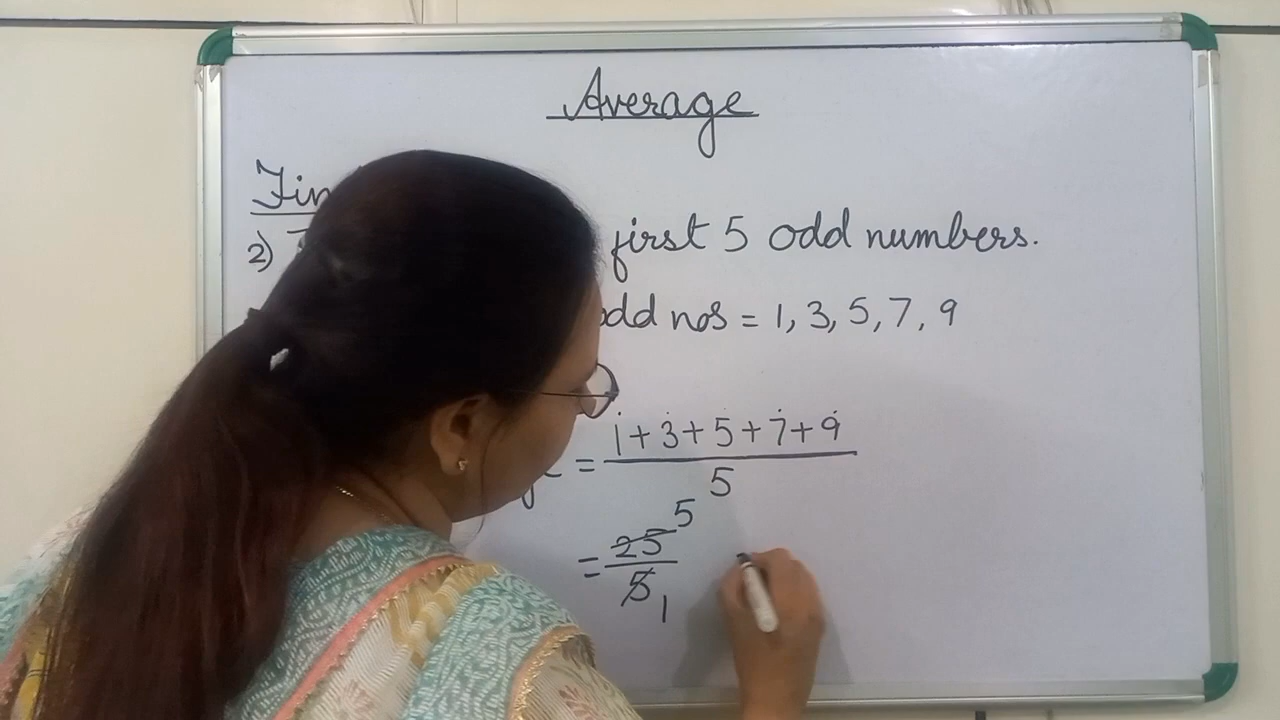 Average
2) first 5 odd numbers.
odd nos = 1, 3, 5, 7, 9
= 1 + 3 + 5 + 7 + 9
5
5
= 25
5
1